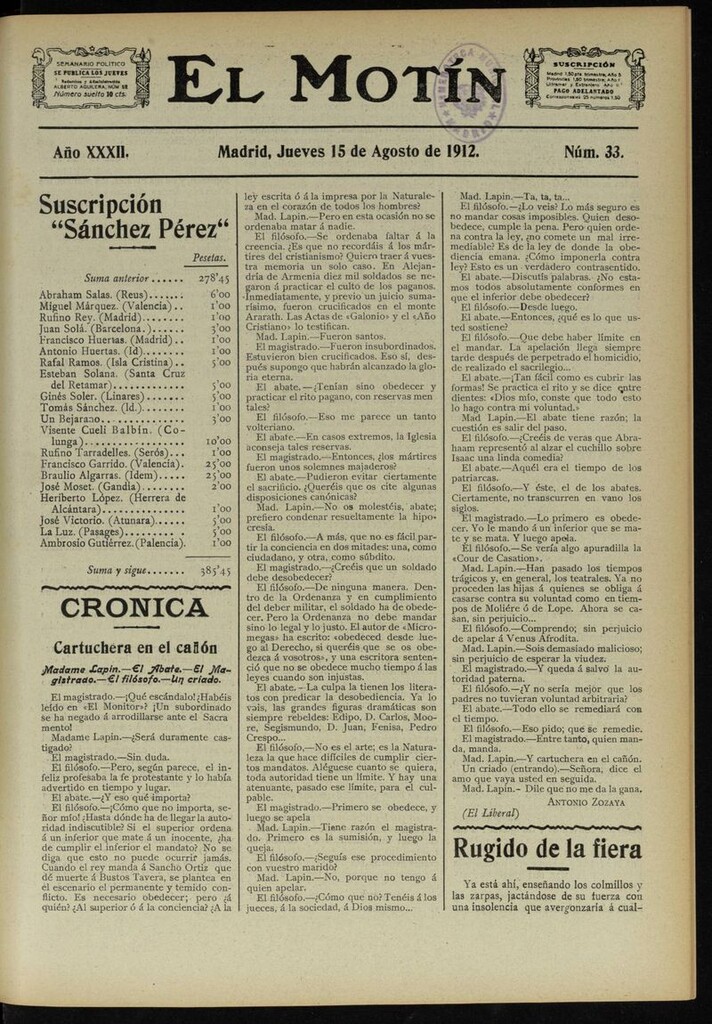 SEMANARIO POLÍTICO
SE PUBLICA LOS JUEVES
Redacción y Administración
ALBERTO AGUILERA, NÚM 52
Número suelto 10 cts.
EL MOTÍN
SUSCRIPCIÓN
Madrid 1,50 pta. trimestre, Año 5
PAGO ADELANTADO
Año XXXII.
Madrid, Jueves 15 de Agosto de 1912.
Núm. 33.
Suscripción
"Sánchez Pérez"
Pesetas.
Suma anterior ...... 278'45
Abraham Salas. (Reus)....... 6'00
Miguel Márquez. (Valencia).. 1'00
Rufino Rey. (Madrid)........ 1'00
Juan Solá. (Barcelona.)...... 3'00
Francisco Huertas. (Madrid).. 1'00
Antonio Huertas. (Id)........ 1'00
Rafal Ramos. (Isla Cristina).. 5'00
Esteban Solana. (Santa Cruz
del Retamar)............. 5'00
Ginés Soler. (Linares)....... 5'00
Tomás Sánchez. (Id.)........ 1'00
Un Bejarano............... 3'00
Visente Cueli Balbín. (Co-
lunga).................. 10'00
Rufino Tarradelles. (Serós)... 1'00
Francisco Garrido. (Valencia). 25'00
Braulio Algarras. (Idem)..... 25'00
José Moset. (Gandia)........ 2'00
Heriberto López. (Herrera de
Alcántara)............... 1'00
José Victorio. (Atunara)..... 5'00
La Luz. (Pasages).......... 5'00
Ambrosio Gutiérrez. (Palencia). 1'00
Suma y sigue....... 385'45
CRONICA
Cartuchera en el cañón
Madame Lapin.—El Abate.—El Ma-
gistrado.—El filósofo.—Un criado.
El magistrado.—¡Qué escándalo! ¿Habéis
leído en «El Monitor»? ¡Un subordinado
se ha negado á arrodillarse ante el Sacra
mento!
Madame Lapin.—¿Será duramente cas-
tigado?
El magistrado.—Sin duda.
El filósofo.—Pero, según parece, el in-
feliz profesaba la fe protestante y lo había
advertido en tiempo y lugar.
El abate.—¿Y eso qué importa?
El filósofo.—¿Cómo que no importa, se-
ñor mío! ¿Hasta dónde ha de llegar la auto-
ridad indiscutible? Si el superior ordena
á un inferior que mate á un inocente, ¿ha
de cumplir el inferior el mandato? No se
diga que esto no puede ocurrir jamás.
Cuando el rey manda á Sancho Ortiz que
dé muerte á Bustos Tavera, se plantea en
el escenario el permanente y temido con-
flicto. Es necesario obedecer; pero ¿á
quién? ¿Al superior ó á la conciencia? ¿A la
ley escrita ó á la impresa por la Naturale-
za en el corazón de todos los hombres?
Mad. Lapin.—Pero en esta ocasión no se
ordenaba matar á nadie.
El filósofo.—Se ordenaba faltar á la
creencia. ¿Es que no recordáis á los már-
tires del cristianismo? Quiero traer á vues-
tra memoria un solo caso. En Alejan-
dría de Armenia diez mil soldados se ne-
garon á practicar el culto de los paganos.
Inmediatamente, y previo un juicio suma-
rísimo, fueron crucificados en el monte
Ararath. Las Actas de «Galonio» y el «Año
Cristiano» lo testifican.
Mad. Lapin.—Fueron santos.
El magistrado.—Fueron insubordinados.
Estuvieron bien crucificados. Eso sí, des-
pués supongo que habrán alcanzado la glo-
ria eterna.
El abate.—¿Tenían sino obedecer y
practicar el rito pagano, con reservas men
tales?
El filósofo.—Eso me parece un tanto
volteriano.
El abate.—En casos extremos, la Iglesia
aconseja tales reservas.
El magistrado.—Entonces, ¿los mártires
fueron unos solemnes majaderos?
El abate.—Pudieron evitar ciertamente
el sacrificio. ¿Queréis que os cite algunas
disposiciones canónicas?
Mad. Lapin.—No os molestéis, abate;
prefiero condenar resueltamente la hipo-
cresía.
El filósofo.—A más, que no es fácil par-
tir la conciencia en dos mitades: una, como
ciudadano, y otra, como súbdito.
El magistrado.—¿Creéis que un soldado
debe desobedecer?
El filósofo.—De ninguna manera. Den-
tro de la Ordenanza y en cumplimiento
del deber militar, el soldado ha de obede-
cer. Pero la Ordenanza no debe mandar
sino lo legal y lo justo. El autor de «Micro-
megas» ha escrito: «obedeced desde lue-
go al Derecho, si queréis que se os obe-
dezca á vosotros», y una escritora senten-
ció que no se obedece mucho tiempo á las
leyes cuando son injustas.
El abate.—La culpa la tienen los litera-
tos con predicar la desobediencia. Ya lo
vais, las grandes figuras dramáticas son
siempre rebeldes: Edipo, D. Carlos, Moo-
re, Segismundo, D. Juan, Fenisa, Pedro
Crespo...
El filósofo,—No es el arte; es la Natura-
leza la que hace difíciles de cumplir cier-
tos mandatos. Aléguese cuanto se quiera,
toda autoridad tiene un límite. Y hay una
atenuante, pasado ese límite, para el cul-
pable.
El magistrado.—Primero se obedece, y
luego se apela
Mad. Lapin.—Tiene razón el magistra-
do. Primero es la sumisión, y luego la
queja.
El filósofo.—¿Seguís ese procedimiento
con vuestro marido?
Mad. Lapin.—No, porque no tengo á
quien apelar.
El filósofo.—¿Cómo que no? Tenéis á los
jueces, á la sociedad, á Dios mismo...
Mad. Lapin.—Ta, ta, ta...
El filósofo.—¿Lo veis? Lo más seguro es
no mandar cosas imposibles. Quien deso-
bedece, cumple la pena. Pero quien orde-
na contra la ley, ¿no comete un mal irre-
mediable? Es de la ley de donde la obe-
diencia emana. ¿Cómo imponerla contra
ley? Esto es un verdadero contrasentido.
El abate.—Discutís palabras. ¿No esta-
mos todos absolutamente conformes en
que el inferior debe obedecer?
El filósofo.—Desde luego.
El abate.—Entonces, ¿qué es lo que us-
ted sostiene?
El filósofo.—Que debe haber límite en
el mandar. La apelación llega siempre
tarde después de perpetrado el homicidio,
de realizado el sacrilegio...
El abate.—¡Tan fácil como es cubrir las
formas! Se practica el rito y se dice entre
dientes: «Dios mío, conste que todo esto
lo hago contra mi voluntad.»
Mad. Lapin.—El abate tiene razón; la
cuestión es salir del paso.
El filósofo.—¿Creéis de veras que Abra-
ham representó al alzar el cuchillo sobre
Isaac una linda comedia?
El abate.—Aquél era el tiempo de los
patriarcas.
El filósofo.—Y éste, el de los abates.
Ciertamente, no transcurren en vano los
siglos.
El magistrado.—Lo primero es obede-
cer. Yo le mando á un inferior que se ma-
te y se mata. Y luego apela.
El filósofo.—Se vería algo apuradilla la
«Cour de Casation».
Mad. Lapin.—Han pasado los tiempos
trágicos y, en general, los teatrales. Ya no
proceden las hijas á quienes se obliga á
casarse contra su voluntad como en tiem-
pos de Molière ó de Lope. Ahora se ca-
san, sin perjuicio...
El filósofo.—Comprendo; sin perjuicio
de apelar á Venus Afrodita.
Mad. Lapin.—Sois demasiado malicioso;
sin perjuicio de esperar la viudez.
El magistrado.—Y queda á salvo la au-
toridad paterna.
El filósofo.—¿Y no sería mejor que los
padres no tuvieran voluntad arbitraria?
El abate.—Todo ello se remediará con
el tiempo.
El filósofo.—Eso pido; que se remedie.
El magistrado.—Entre tanto, quien man-
da, manda.
Mad. Lapin.—Y cartuchera en el cañón.
Un criado (entrando).—Señora, dice el
amo que vaya usted en seguida.
Mad. Lapin.—Dile que no me da la gana.
ANTONIO ZOZAYA
(El Liberal)
Rugido de la fiera
Ya está ahí, enseñando los colmillos y
las zarpas, jactándose de su fuerza con
una insolencia que avergonzaría á cual-